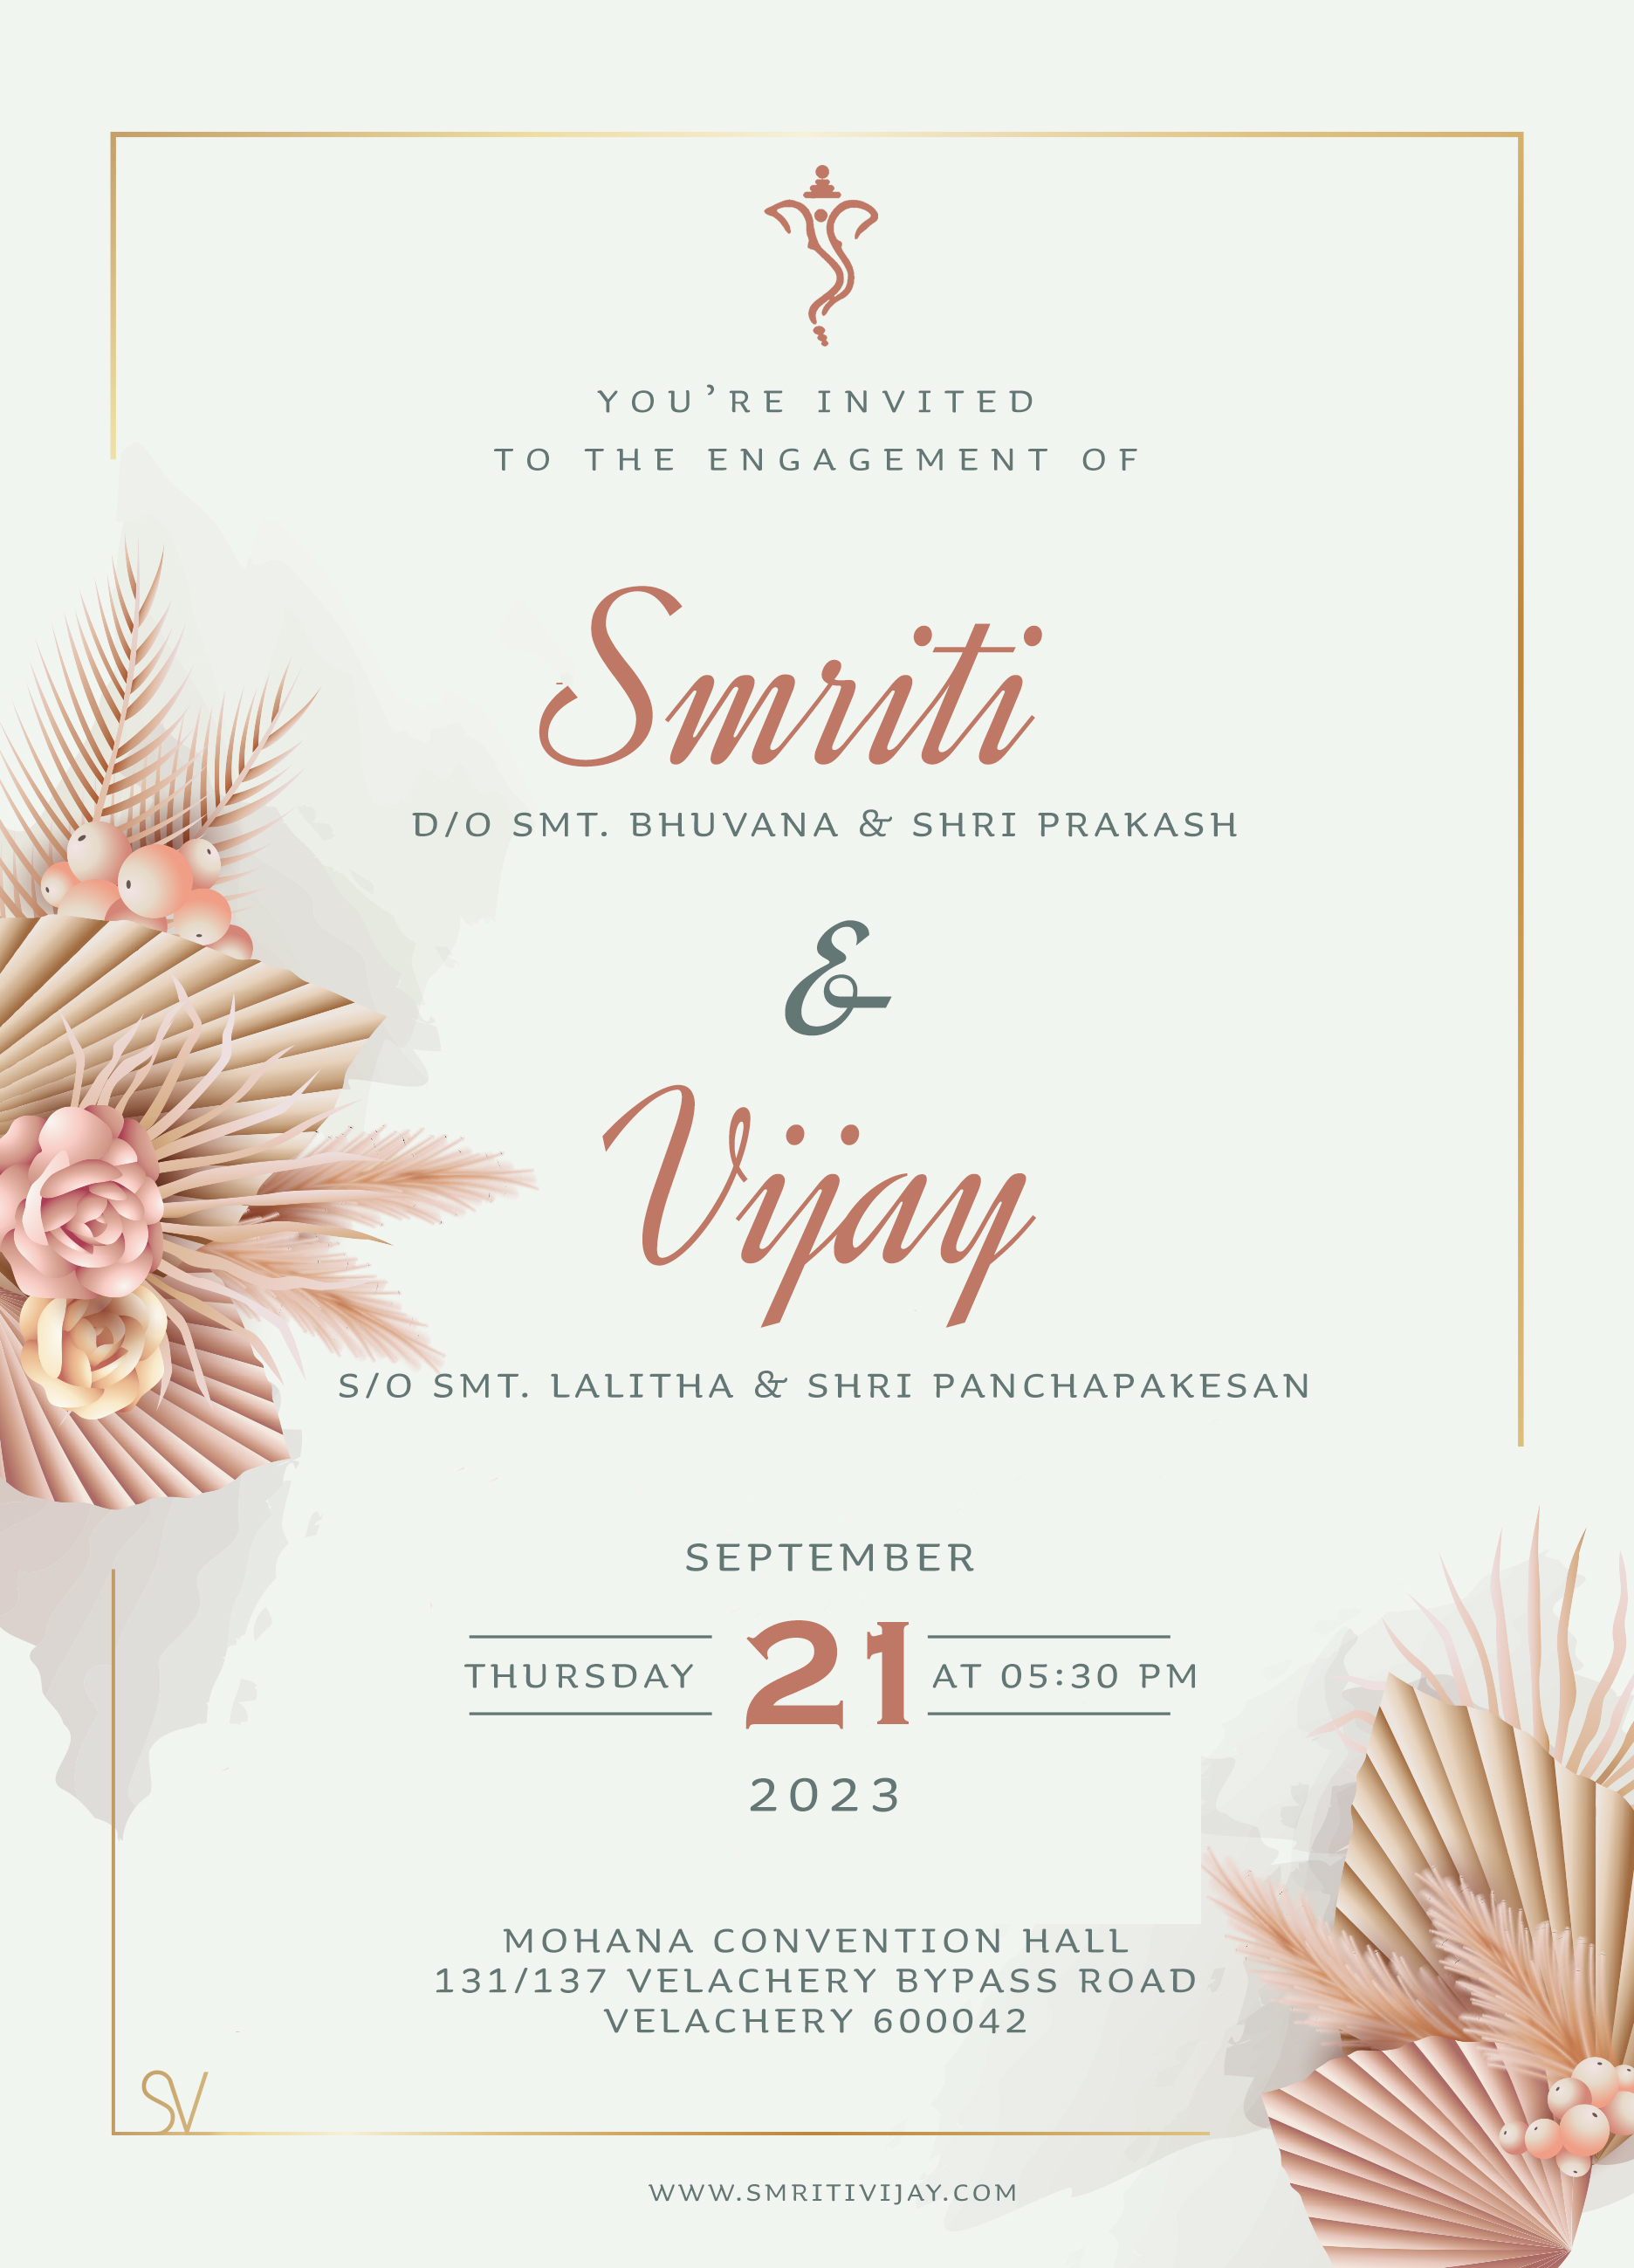 YOU’RE INVITED
TO THE ENGAGEMENT OF
Smriti
D/O SMT. BHUVANA & SHRI PRAKASH
&
Vijay
S/O SMT. LALITHA & SHRI PANCHAPAKESAN
SEPTEMBER
THURSDAY 21 AT 05:30 PM
2023
MOHANA CONVENTION HALL
131/137 VELACHERY BYPASS ROAD
VELACHERY 600042
SV
WWW.SMRITIVIJAY.COM